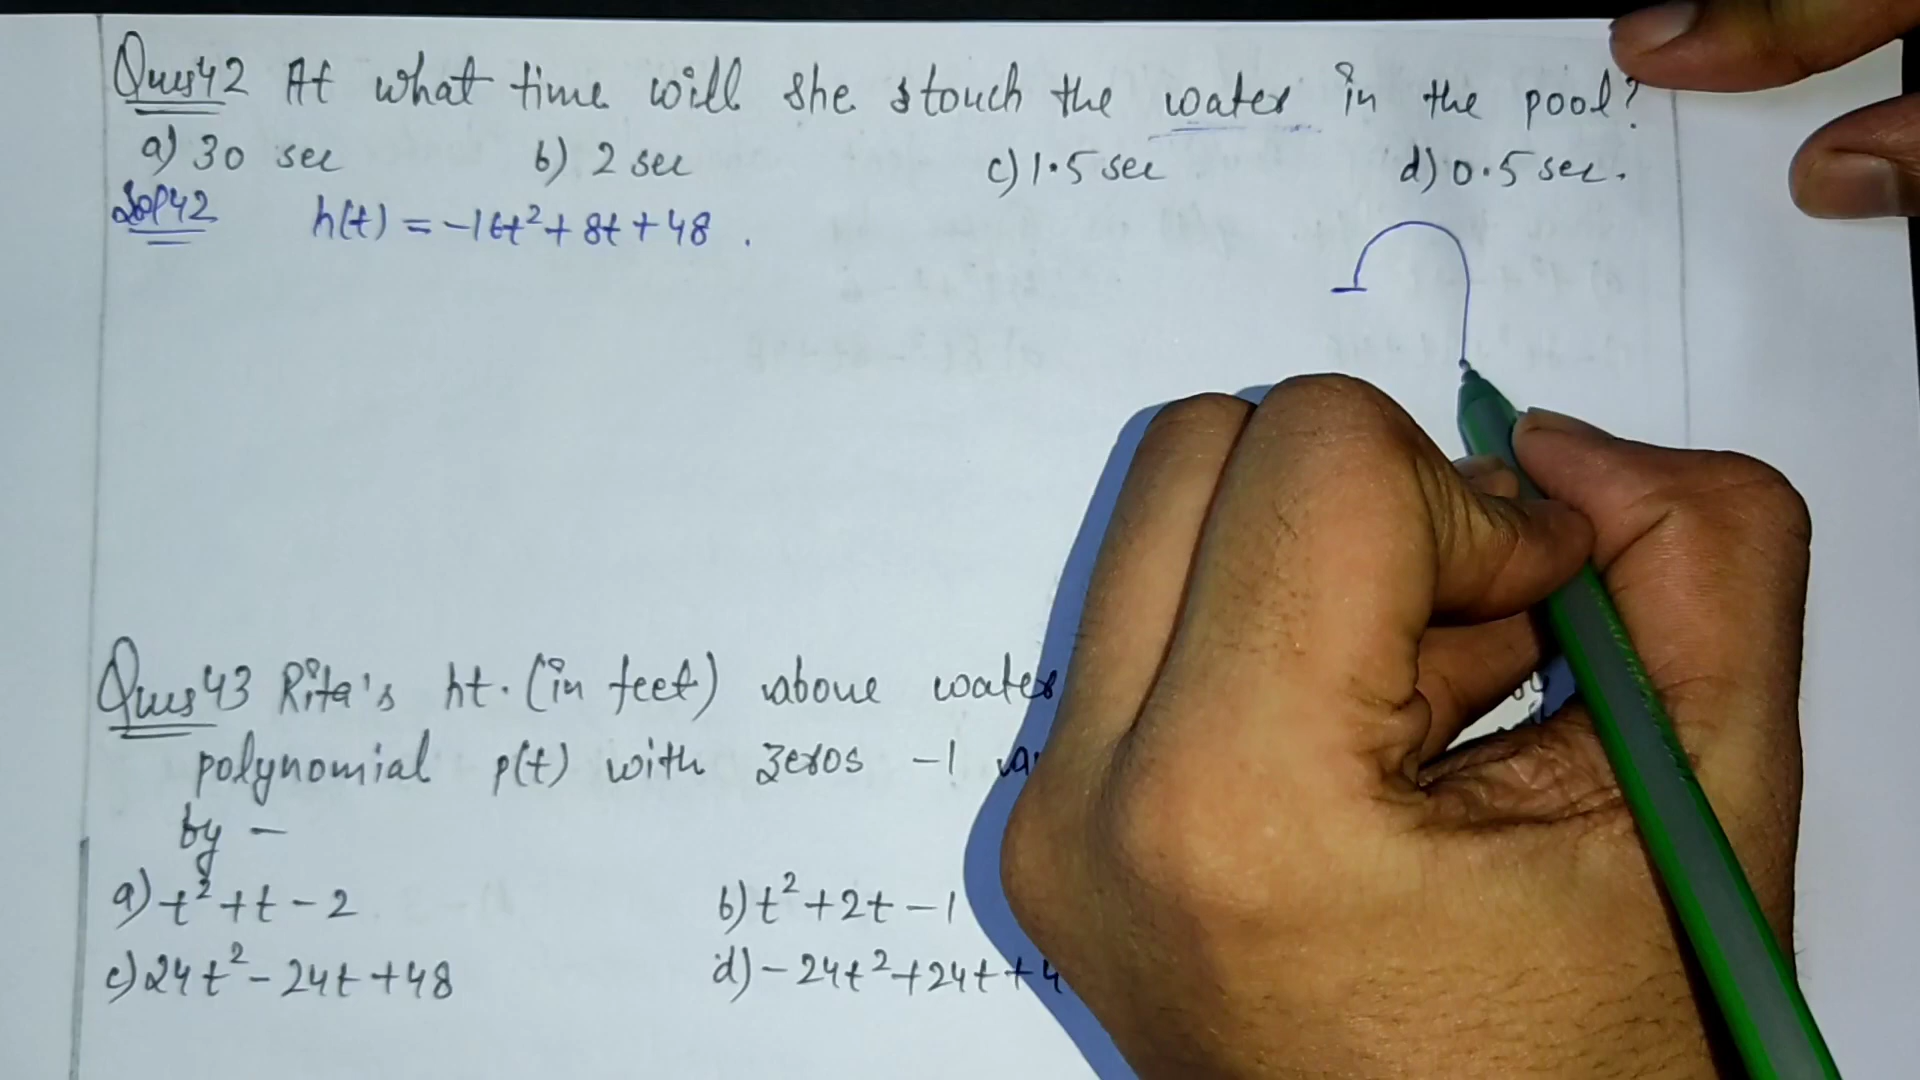 Ques42 At what time will she touch the water in the pool?
a) 30 sec b) 2 sec c) 1.5 sec d) 0.5 sec.
Sol42 h(t) = -16t²+8t+48.
Ques43 Rita's ht. (in feet) above water
polynomial p(t) with zeros -1
by -
a) t²+t-2 b) t²+2t-1
c) 24t²-24t+48 d) -24t²+24t+4